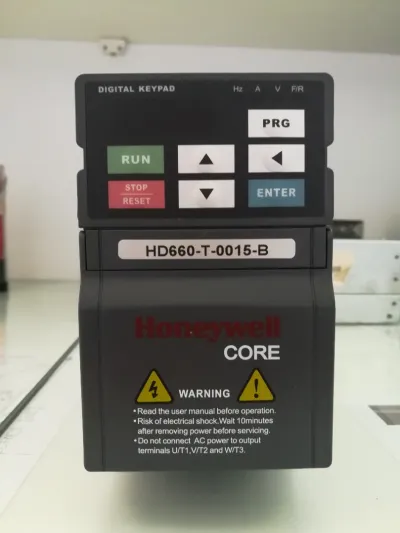 DIGITAL KEYPAD Hz A V F/R
PRG
RUN
STOP
RESET
ENTER
HD660-T-0015-B
Honeywell
CORE
WARNING
•Read the user manual before operation.
•Risk of electrical shock.Wait 10minutes
after removing power before servicing.
•Do not connect AC power to output
terminals U/T1,V/T2 and W/T3.